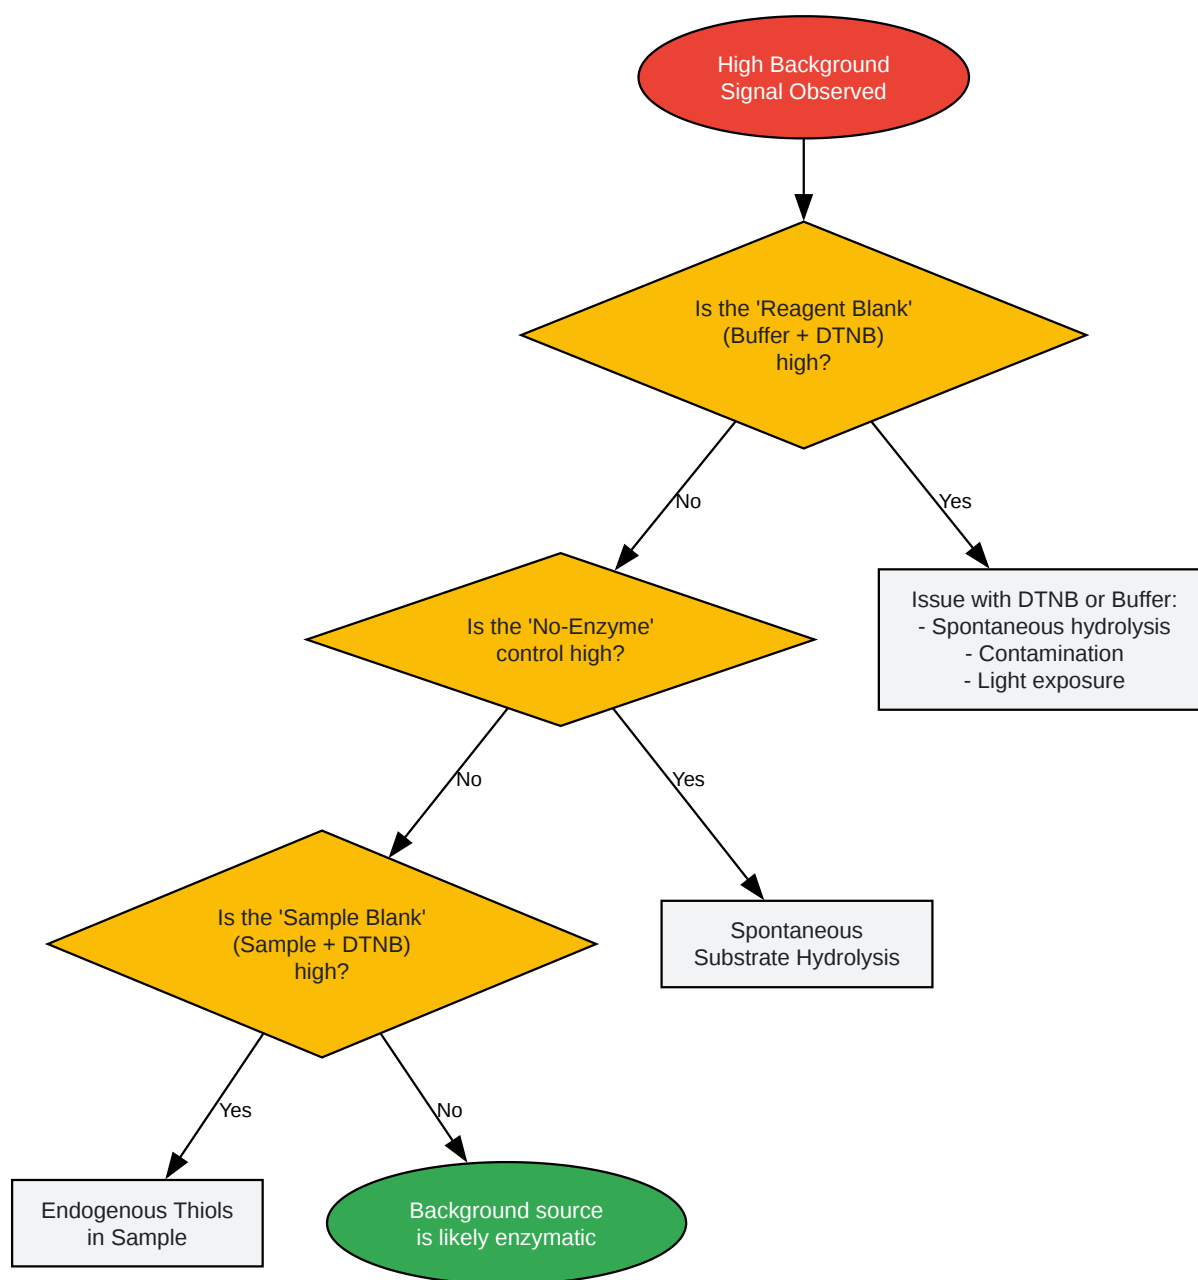 High Background
Signal Observed
Is the 'Reagent Blank'
(Buffer + DTNB)
high?
No
Yes
Issue with DTNB or Buffer:
- Spontaneous hydrolysis
- Contamination
- Light exposure
Is the 'No-Enzyme'
control high?
No
Yes
Spontaneous
Substrate Hydrolysis
Is the 'Sample Blank'
(Sample + DTNB)
high?
Yes
No
Endogenous Thiols
in Sample
Background source
is likely enzymatic